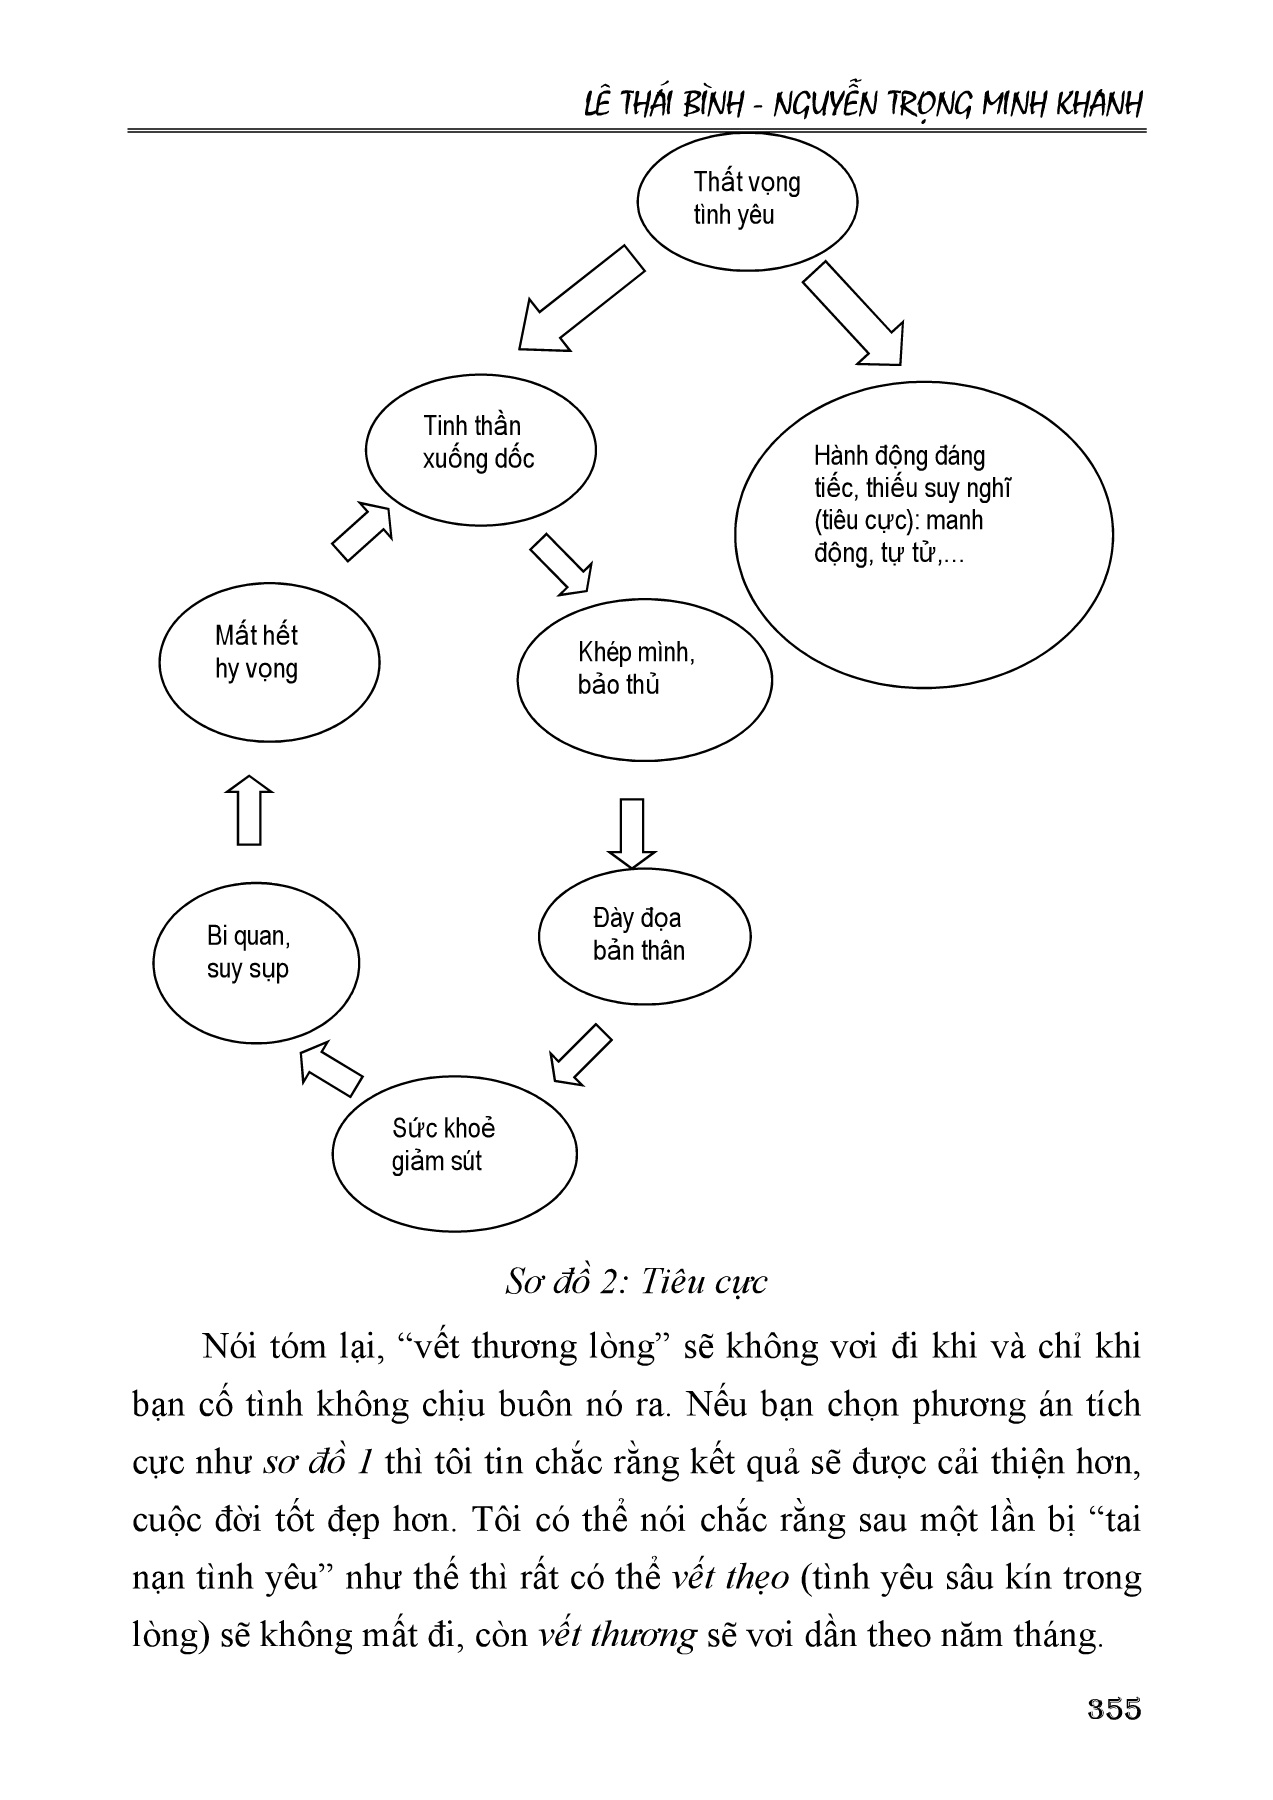 LÊ THÁI BÌNH - NGUYỄN TRỌNG MINH KHANH
Thất vọng
tình yêu
Tinh thần
xuống dốc
Hành động đáng
tiếc, thiếu suy nghĩ
(tiêu cực): manh
động, tự tử,…
Mất hết
hy vọng
Khép mình,
bảo thủ
Bi quan,
suy sụp
Đày đọa
bản thân
Sức khoẻ
giảm sút
Sơ đồ 2: Tiêu cực
Nói tóm lại, “vết thương lòng” sẽ không vơi đi khi và chỉ khi
bạn cố tình không chịu buôn nó ra. Nếu bạn chọn phương án tích
cực như sơ đồ 1 thì tôi tin chắc rằng kết quả sẽ được cải thiện hơn,
cuộc đời tốt đẹp hơn. Tôi có thể nói chắc rằng sau một lần bị “tai
nạn tình yêu” như thế thì rất có thể vết thẹo (tình yêu sâu kín trong
lòng) sẽ không mất đi, còn vết thương sẽ vơi dần theo năm tháng.
355